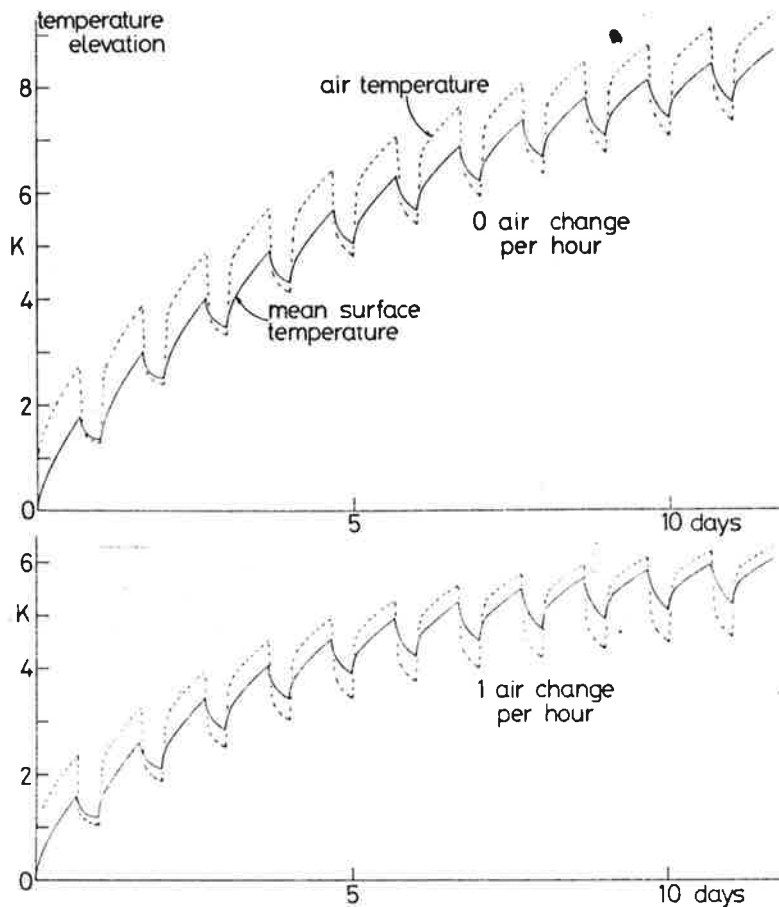 temperature
elevation
8
air temperature
6
0 air change
per hour
K
4
mean surface
temperature
2
0
5
10 days
6
K
4
1 air change
per hour
2
0
5
10 days